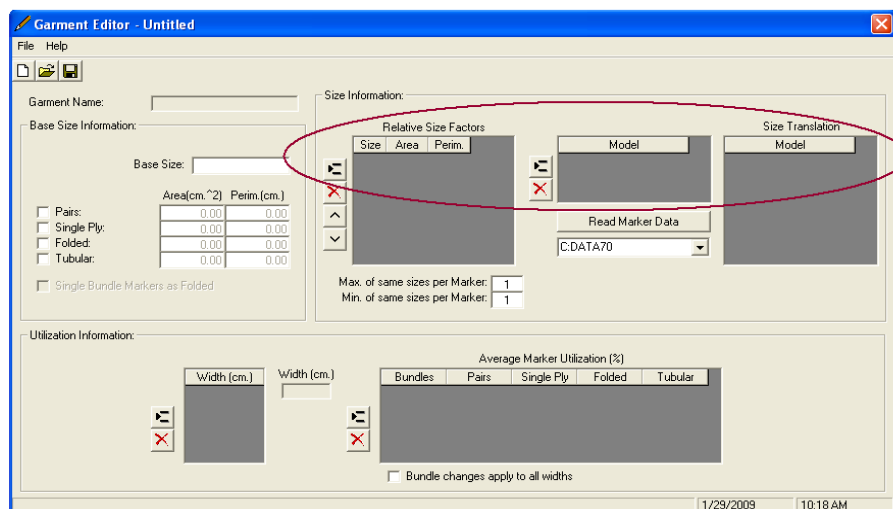 Garment Editor - Untitled
File Help
Garment Name:
Size Information:
Base Size Information:
Relative Size Factors
Size Translation
Size Area Perim.
Model
Model
Base Size:
Area(cm.^2) Perim.(cm.)
Pairs: 0.00 0.00
Single Ply: 0.00 0.00
Folded: 0.00 0.00
Tubular: 0.00 0.00
Single Bundle Markers as Folded
Read Marker Data
C:DATA70
Max. of same sizes per Marker: 1
Min. of same sizes per Marker: 1
Utilization Information:
Average Marker Utilization (%)
Width (cm.)
Width (cm.)
Bundles Pairs Single Ply Folded Tubular
Bundle changes apply to all widths
1/29/2009 10:18 AM